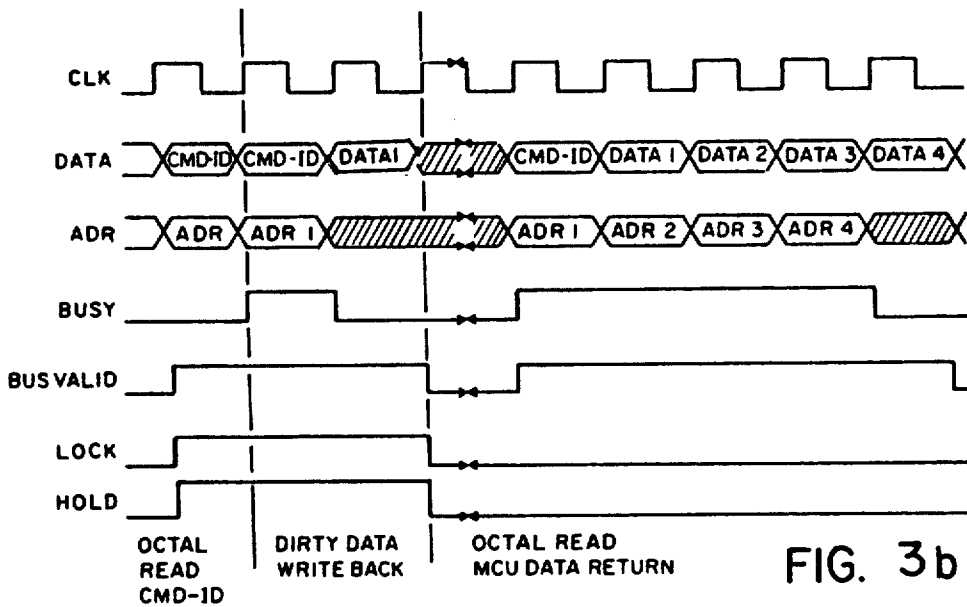 CLK
DATA CMD-ID CMD-ID DATA1 CMD-ID DATA 1 DATA 2 DATA 3 DATA 4
ADR ADR ADR 1 ADR 1 ADR 2 ADR 3 ADR 4
BUSY
BUS VALID
LOCK
HOLD
OCTAL
READ
CMD-ID
DIRTY DATA
WRITE BACK
OCTAL READ
MCU DATA RETURN
FIG. 3b